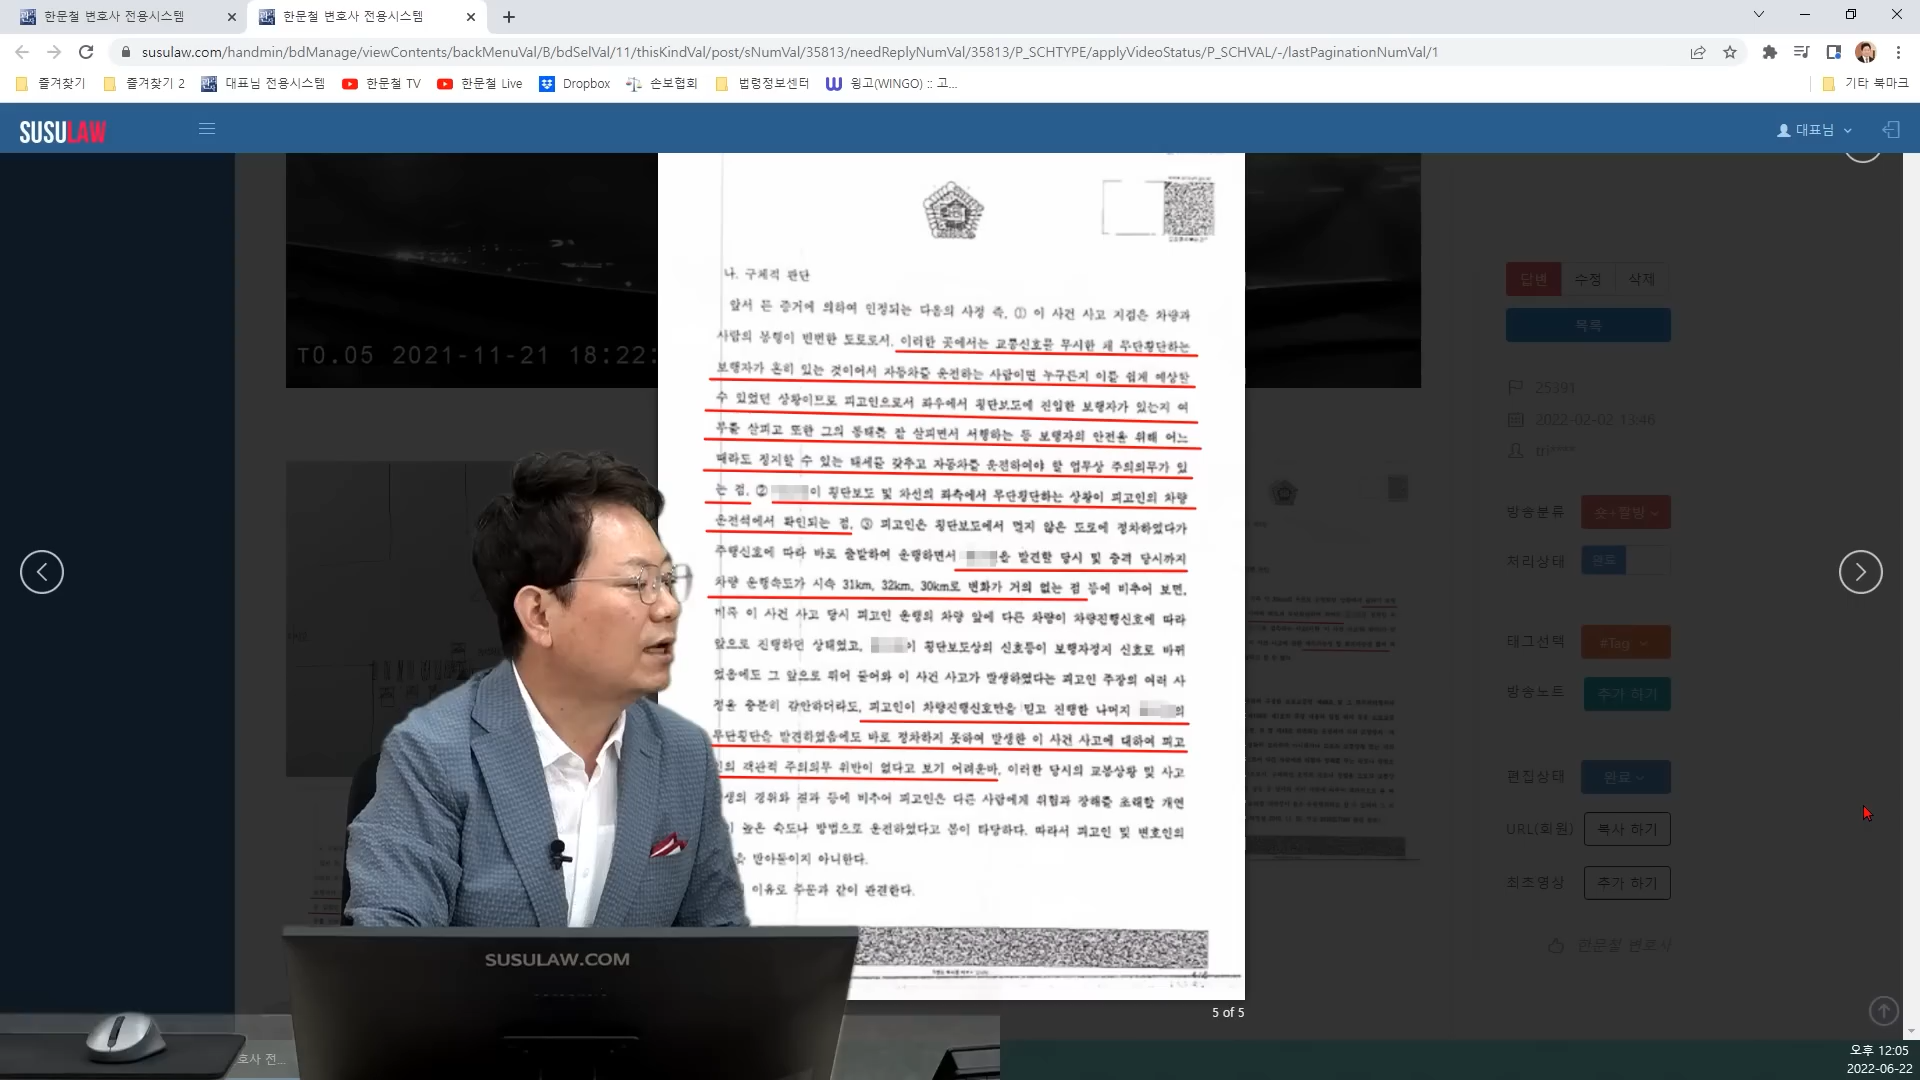 한문철 변호사 전용시스템
한문철 변호사 전용시스템
susulaw.com/handmin/bdManage/viewContents/backMenuVal/B/bdSelVal/11/thisKindVal/post/sNumVal/35813/needReplyNumVal/35813/P_SCHTYPE/applyVideoStatus/P_SCHVAL/-/lastPaginationNumVal/1
즐겨찾기 즐겨찾기 2 대표님 전용시스템 한문철 TV 한문철 Live Dropbox 손보협회 법령정보센터 윙고(WINGO) :: 고... 기타 북마크
SUSULAW
대표님
T0.05 2021-11-21 18:22:
나. 구체적 판단
앞서 든 증거에 의하여 인정되는 다음의 사정 즉, ① 이 사건 사고 지점은 차량과
사람의 통행이 빈번한 도로로서, 이러한 곳에서는 교통신호를 무시한 채 무단횡단하는
보행자가 흔히 있는 것이어서 자동차를 운전하는 사람이면 누구든지 이를 쉽게 예상할
수 있었던 상황이므로 피고인으로서 좌우에서 횡단보도에 진입한 보행자가 있는지 여
부를 살피고 또한 그의 동태를 잘 살피면서 서행하는 등 보행자의 안전을 위해 어느
때라도 정지할 수 있는 태세를 갖추고 자동차를 운전하여야 할 업무상 주의의무가 있
는 점, ② 이 횡단보도 및 차선의 좌측에서 무단횡단하는 상황이 피고인의 차량
운전석에서 확인되는 점, ③ 피고인은 횡단보도에서 멀지 않은 도로에 정차하였다가
주행신호에 따라 바로 출발하여 운행하면서 을 발견할 당시 및 충격 당시까지
차량 운행속도가 시속 31km, 32km, 30km로 변화가 거의 없는 점 등에 비추어 보면,
비록 이 사건 사고 당시 피고인 운행의 차량 앞에 다른 차량이 차량진행신호에 따라
앞으로 진행하던 상태였고, 이 횡단보도상의 신호등이 보행자정지 신호로 바뀌
었음에도 그 앞으로 뛰어 들어와 이 사건 사고가 발생하였다는 피고인 주장의 여러 사
정을 충분히 감안하더라도, 피고인이 차량진행신호만을 믿고 진행한 나머지 의
무단횡단을 발견하였음에도 바로 정차하지 못하여 발생한 이 사건 사고에 대하여 피고
인의 객관적 주의의무 위반이 없다고 보기 어려운바, 이러한 당시의 교통상황 및 사고
생의 경위와 결과 등에 비추어 피고인은 다른 사람에게 위험과 장해를 초래할 개연
높은 속도나 방법으로 운전하였다고 봄이 타당하다. 따라서 피고인 및 변호인의
받아들이지 아니한다.
이유로 주문과 같이 판결한다.
5 of 5
답변 수정 삭제
목록
25391
2022-02-02 13:46
방송분류 숏+컬방
처리상태 완료
태그선택 #Tag
방송노트 추가 하기
편집상태 완료
URL(회원) 복사 하기
최초영상 추가 하기
한문철 변호사
SUSULAW.COM
호사 전...
오후 12:05
2022-06-22